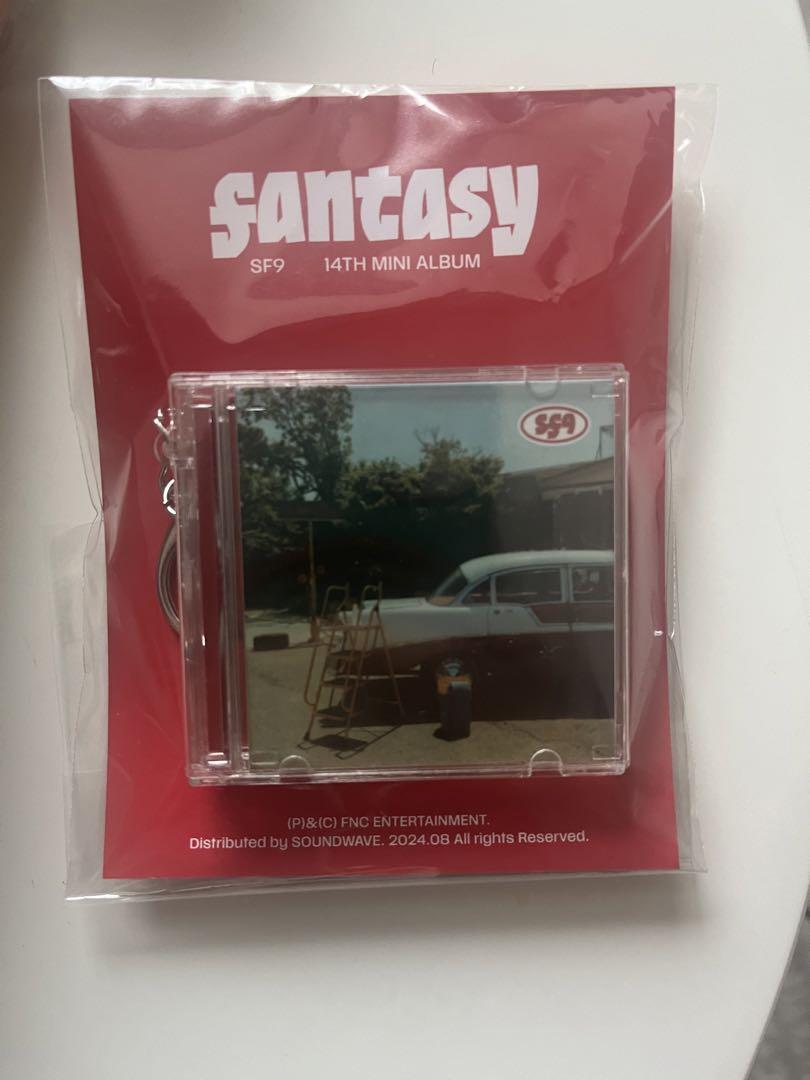 fantasy
SF9 14TH MINI ALBUM
SF9
(P)&(C) FNC ENTERTAINMENT.
Distributed by SOUNDWAVE. 2024.08 All rights Reserved.